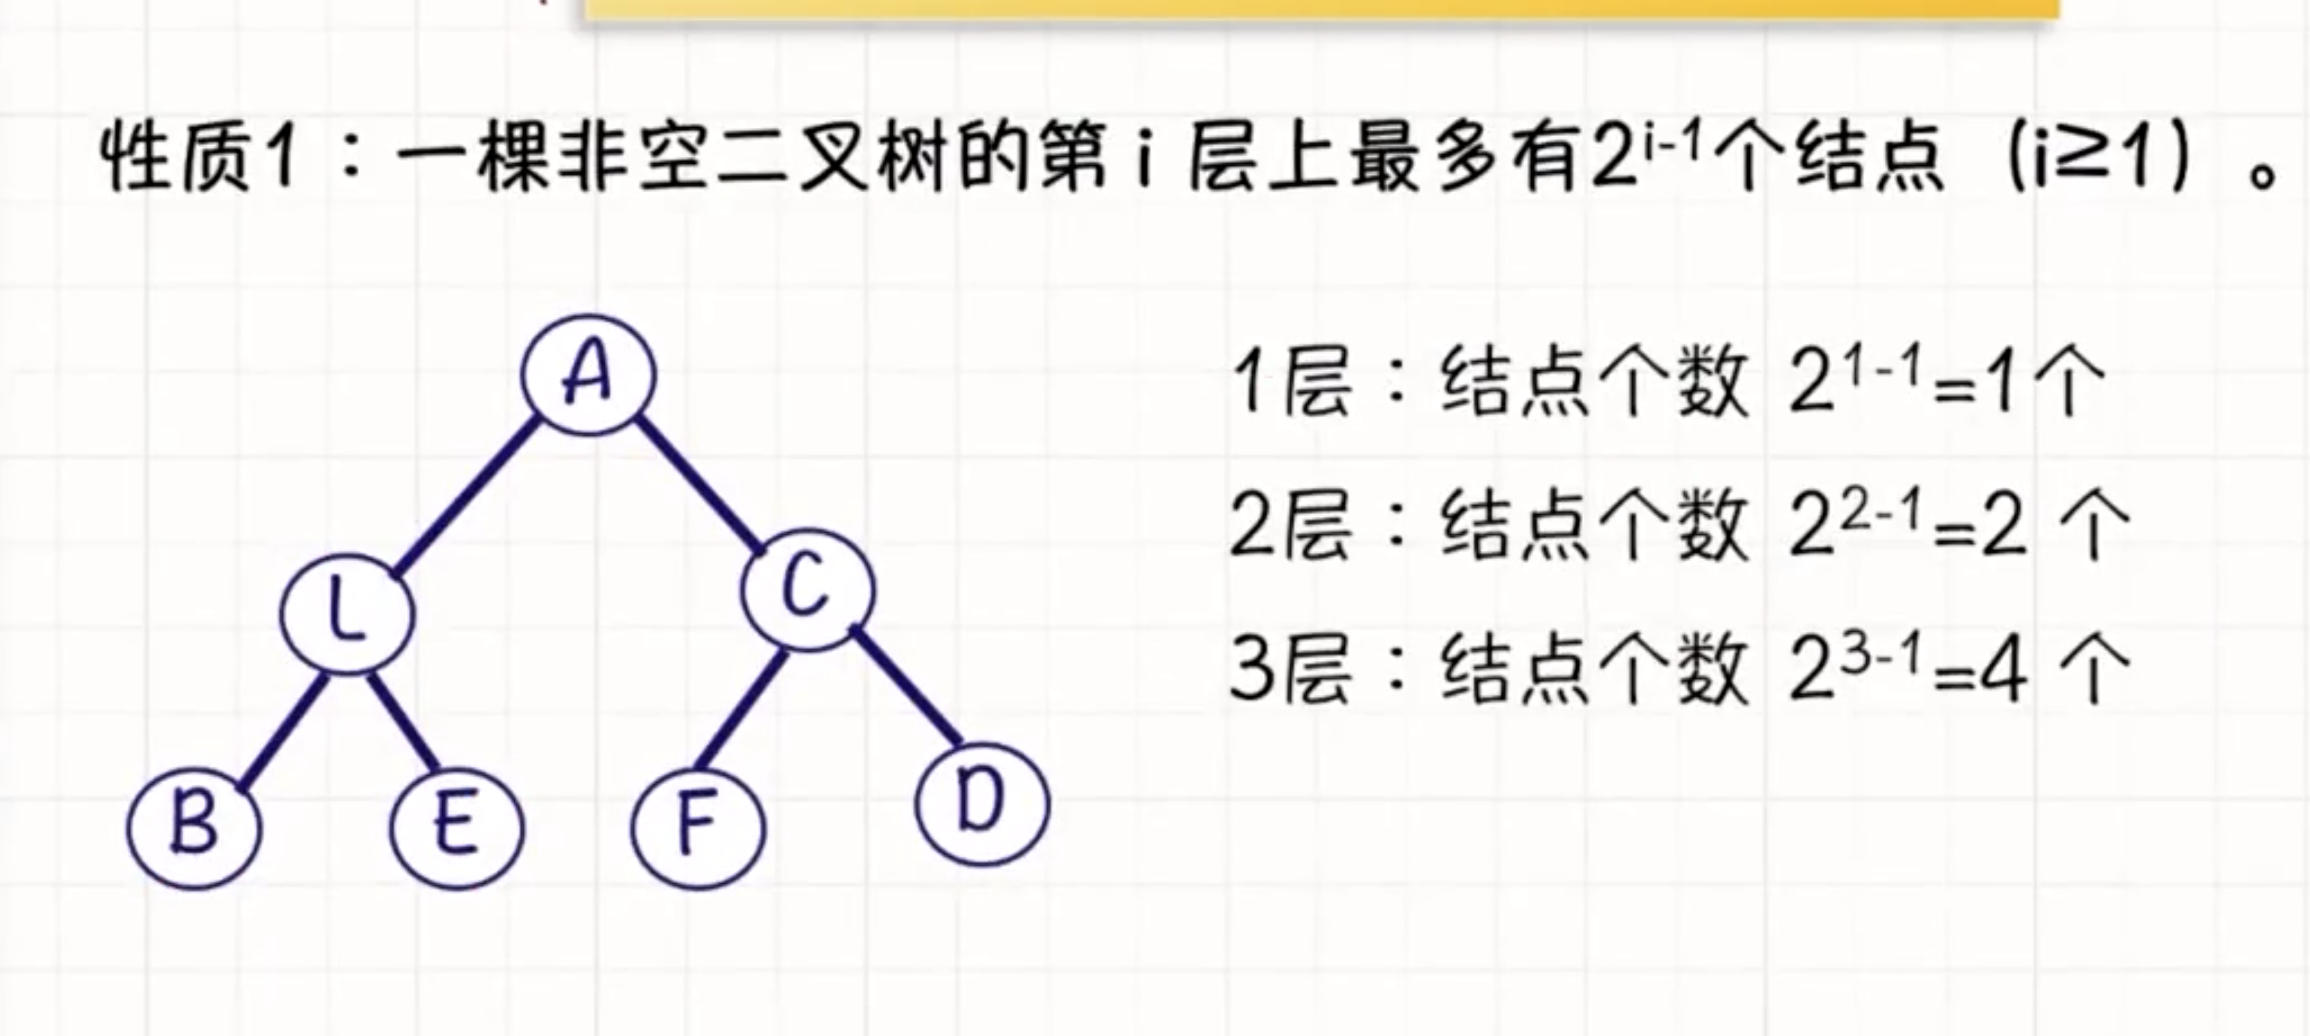 性质1：一棵非空二叉树的第 i 层上最多有2^{i-1}个结点（i≥1）。
A
1层：结点个数 2^{1-1}=1个
2层：结点个数 2^{2-1}=2 个
L C
3层：结点个数 2^{3-1}=4 个
B E F D